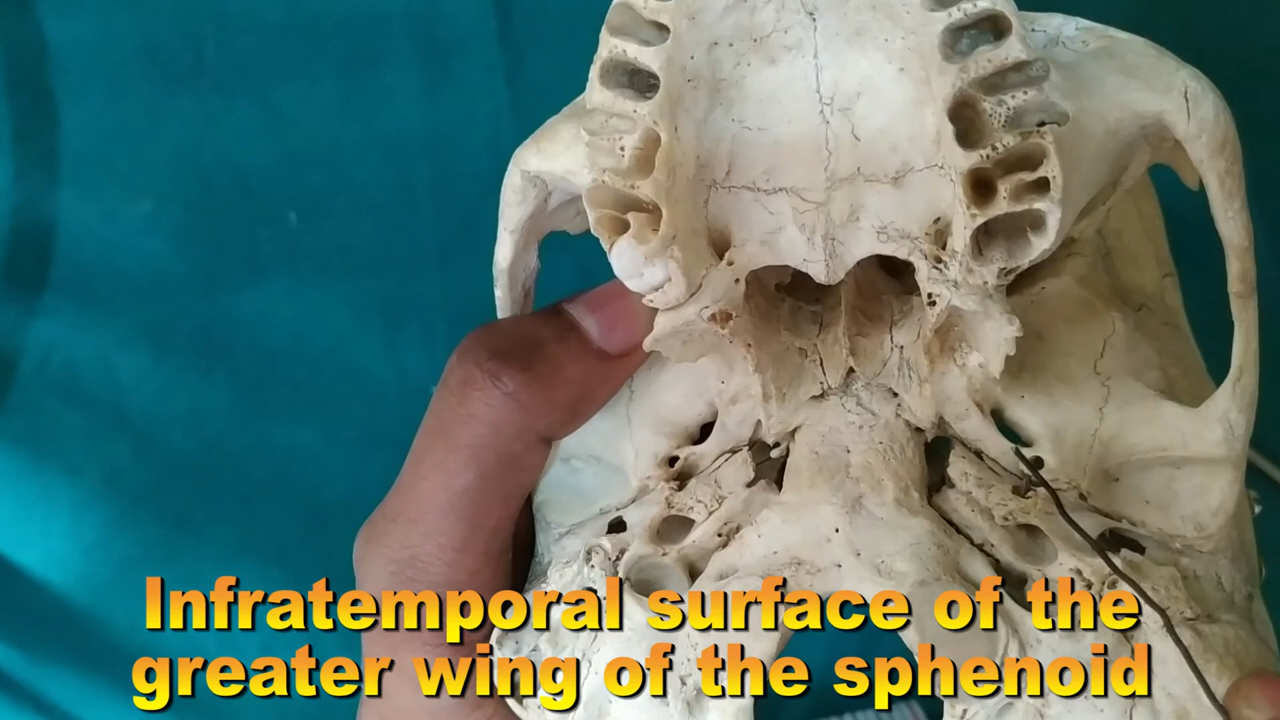 Infratemporal surface of the
greater wing of the sphenoid